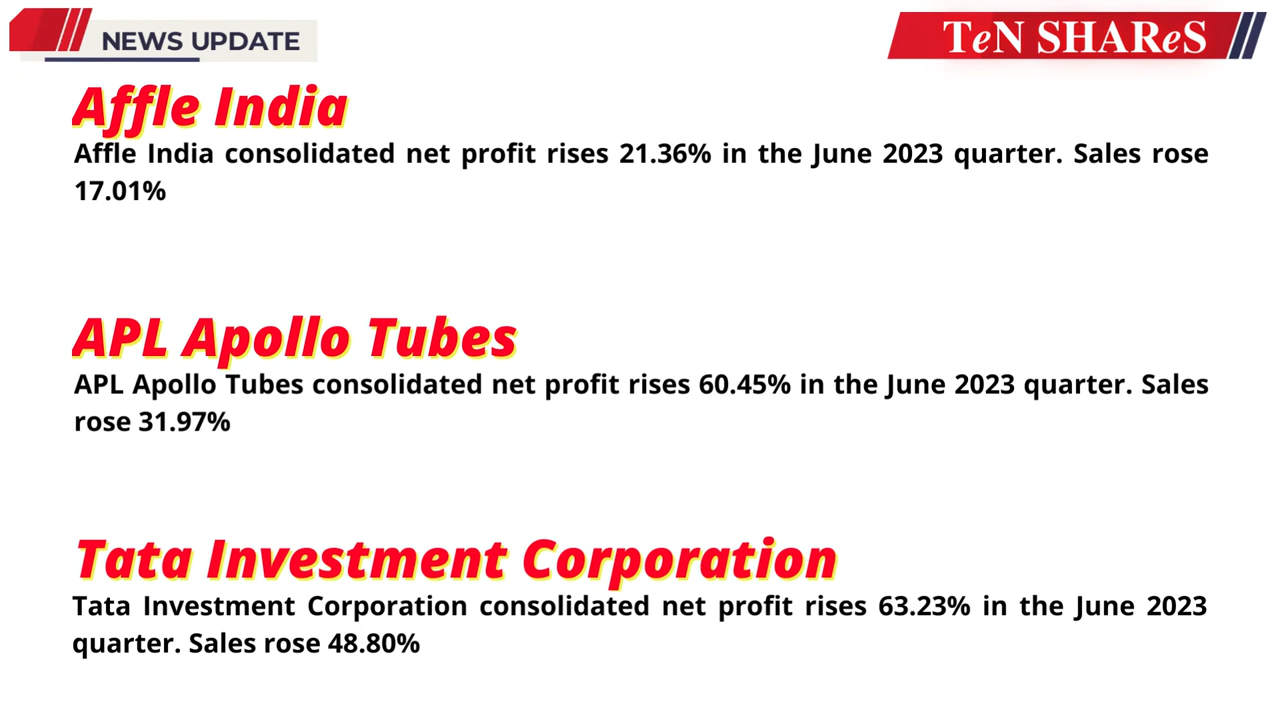 NEWS UPDATE
TeN SHAReS
Affle India
Affle India consolidated net profit rises 21.36% in the June 2023 quarter. Sales rose
17.01%
APL Apollo Tubes
APL Apollo Tubes consolidated net profit rises 60.45% in the June 2023 quarter. Sales
rose 31.97%
Tata Investment Corporation
Tata Investment Corporation consolidated net profit rises 63.23% in the June 2023
quarter. Sales rose 48.80%